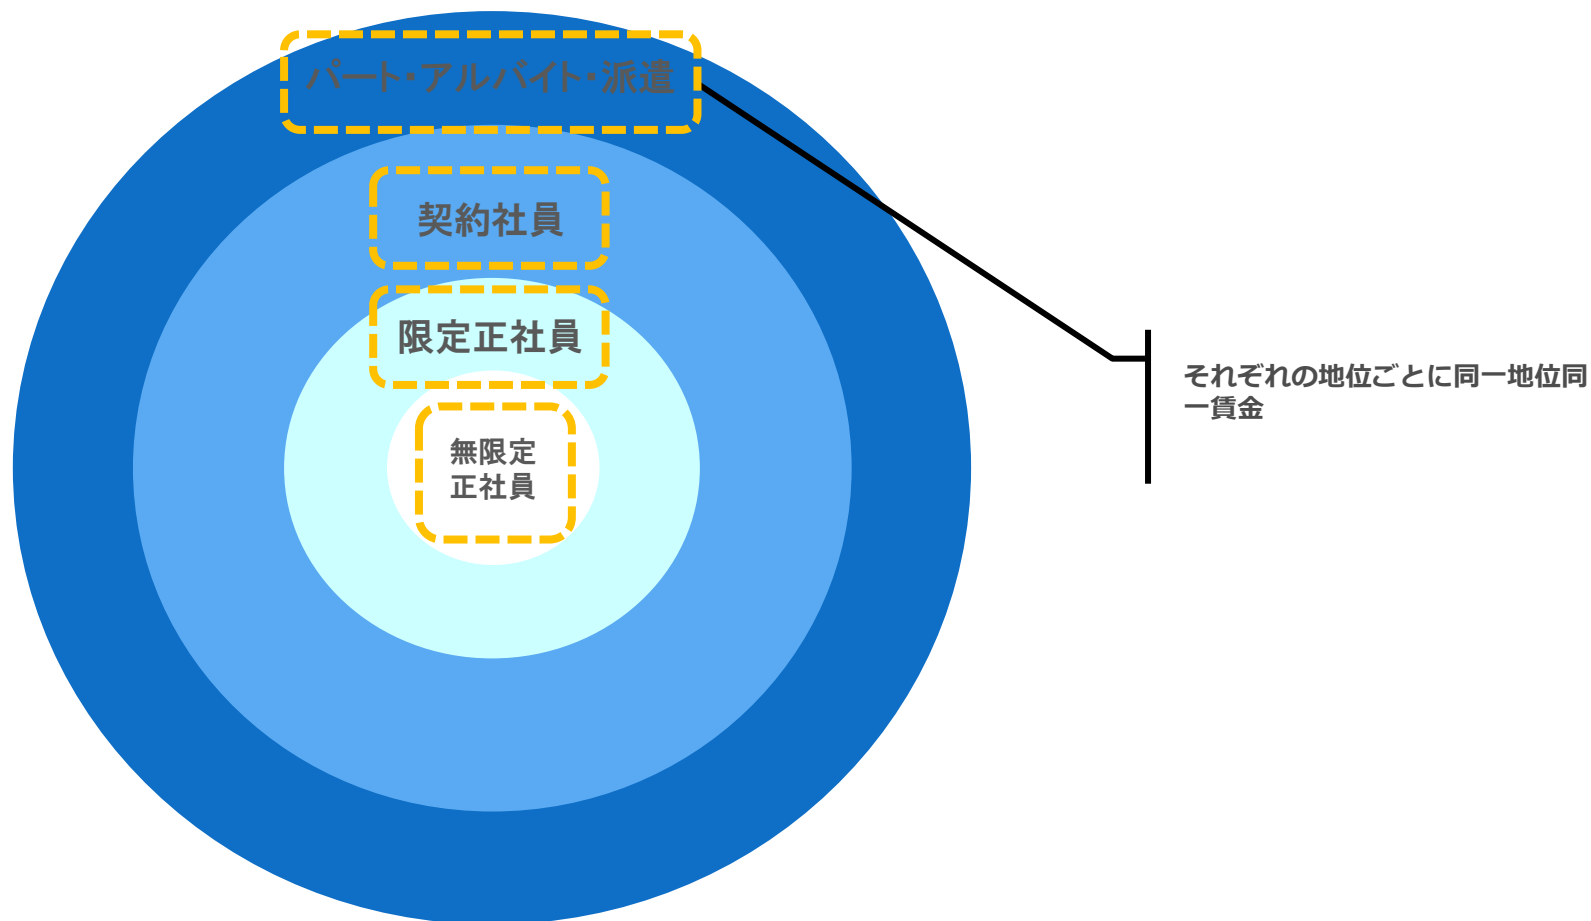 パート・アルバイト・派遣
契約社員
限定正社員
無限定
正社員
それぞれの地位ごとに同一地位同
一賃金